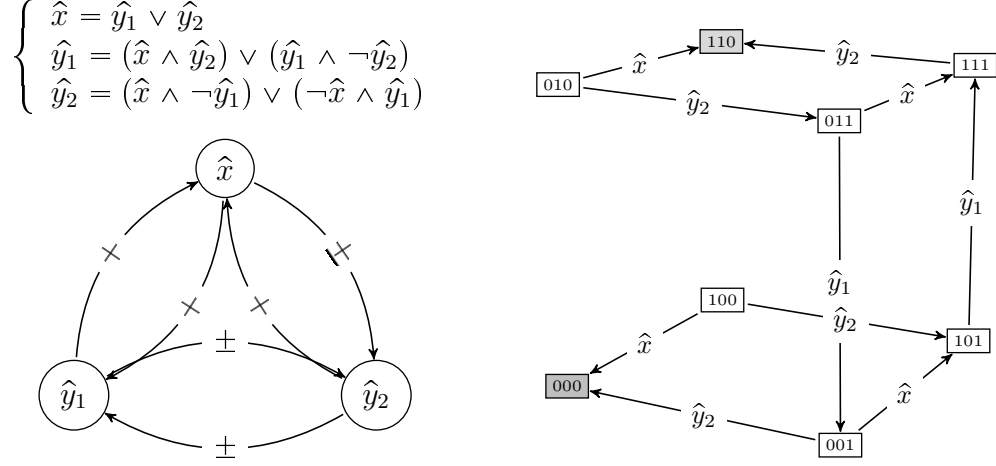 x̂ = ŷ₁ ∨ ŷ₂
ŷ₁ = (x̂ ∧ ŷ₂) ∨ (ŷ₁ ∧ ¬ŷ₂)
ŷ₂ = (x̂ ∧ ¬ŷ₁) ∨ (¬x̂ ∧ ŷ₁)
x̂
+
+
+
+
±
ŷ₁
ŷ₂
±
110
x̂
ŷ₂
111
010
ŷ₂
x̂
011
ŷ₁
ŷ₁
100
ŷ₂
x̂
101
000
x̂
ŷ₂
001